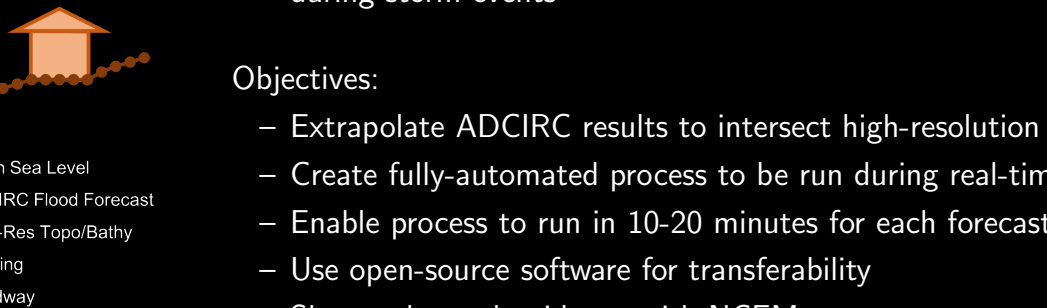 during storm events
Objectives:
– Extrapolate ADCIRC results to intersect high-resolution
– Create fully-automated process to be run during real-tim
– Enable process to run in 10-20 minutes for each forecast
– Use open-source software for transferability
Sea Level
IRC Flood Forecast
-Res Topo/Bathy
ing
dway